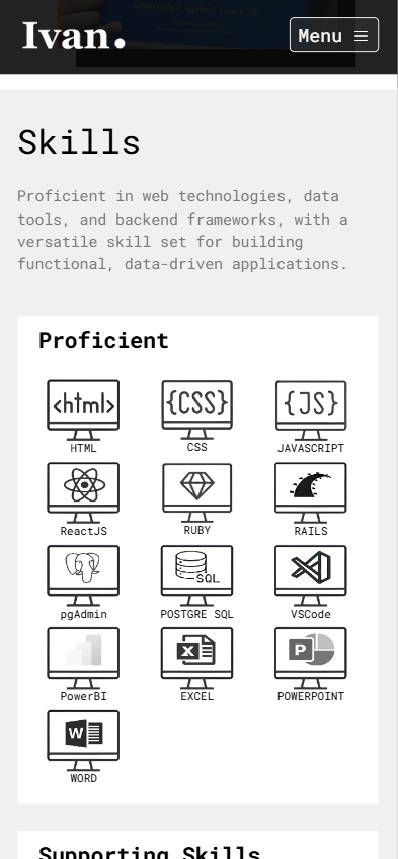 Ivan.
Menu
Skills
Proficient in web technologies, data
tools, and backend frameworks, with a
versatile skill set for building
functional, data-driven applications.
Proficient
<html> {CSS} {JS}
HTML CSS JAVASCRIPT
ReactJS RUBY RAILS
SQL
pgAdmin POSTGRE SQL VSCode
X P
PowerBI EXCEL POWERPOINT
W
WORD
Supporting Skills